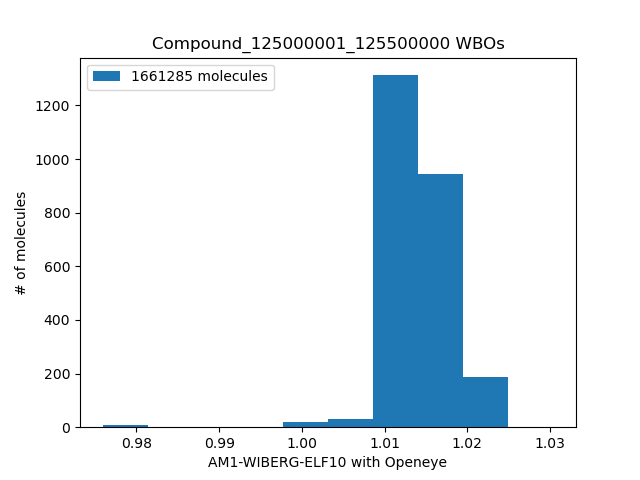 Compound_125000001_125500000 WBOs
1661285 molecules
1200
1000
800
600
400
200
0
# of molecules
0.98 0.99 1.00 1.01 1.02 1.03
AM1-WIBERG-ELF10 with Openeye